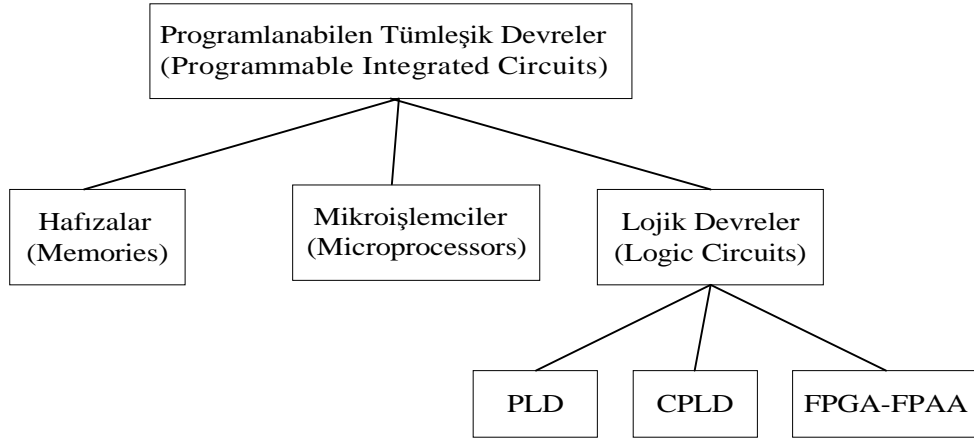 Programlanabilen Tümleşik Devreler
(Programmable Integrated Circuits)
Hafızalar
(Memories)
Mikroişlemciler
(Microprocessors)
Lojik Devreler
(Logic Circuits)
PLD
CPLD
FPGA-FPAA